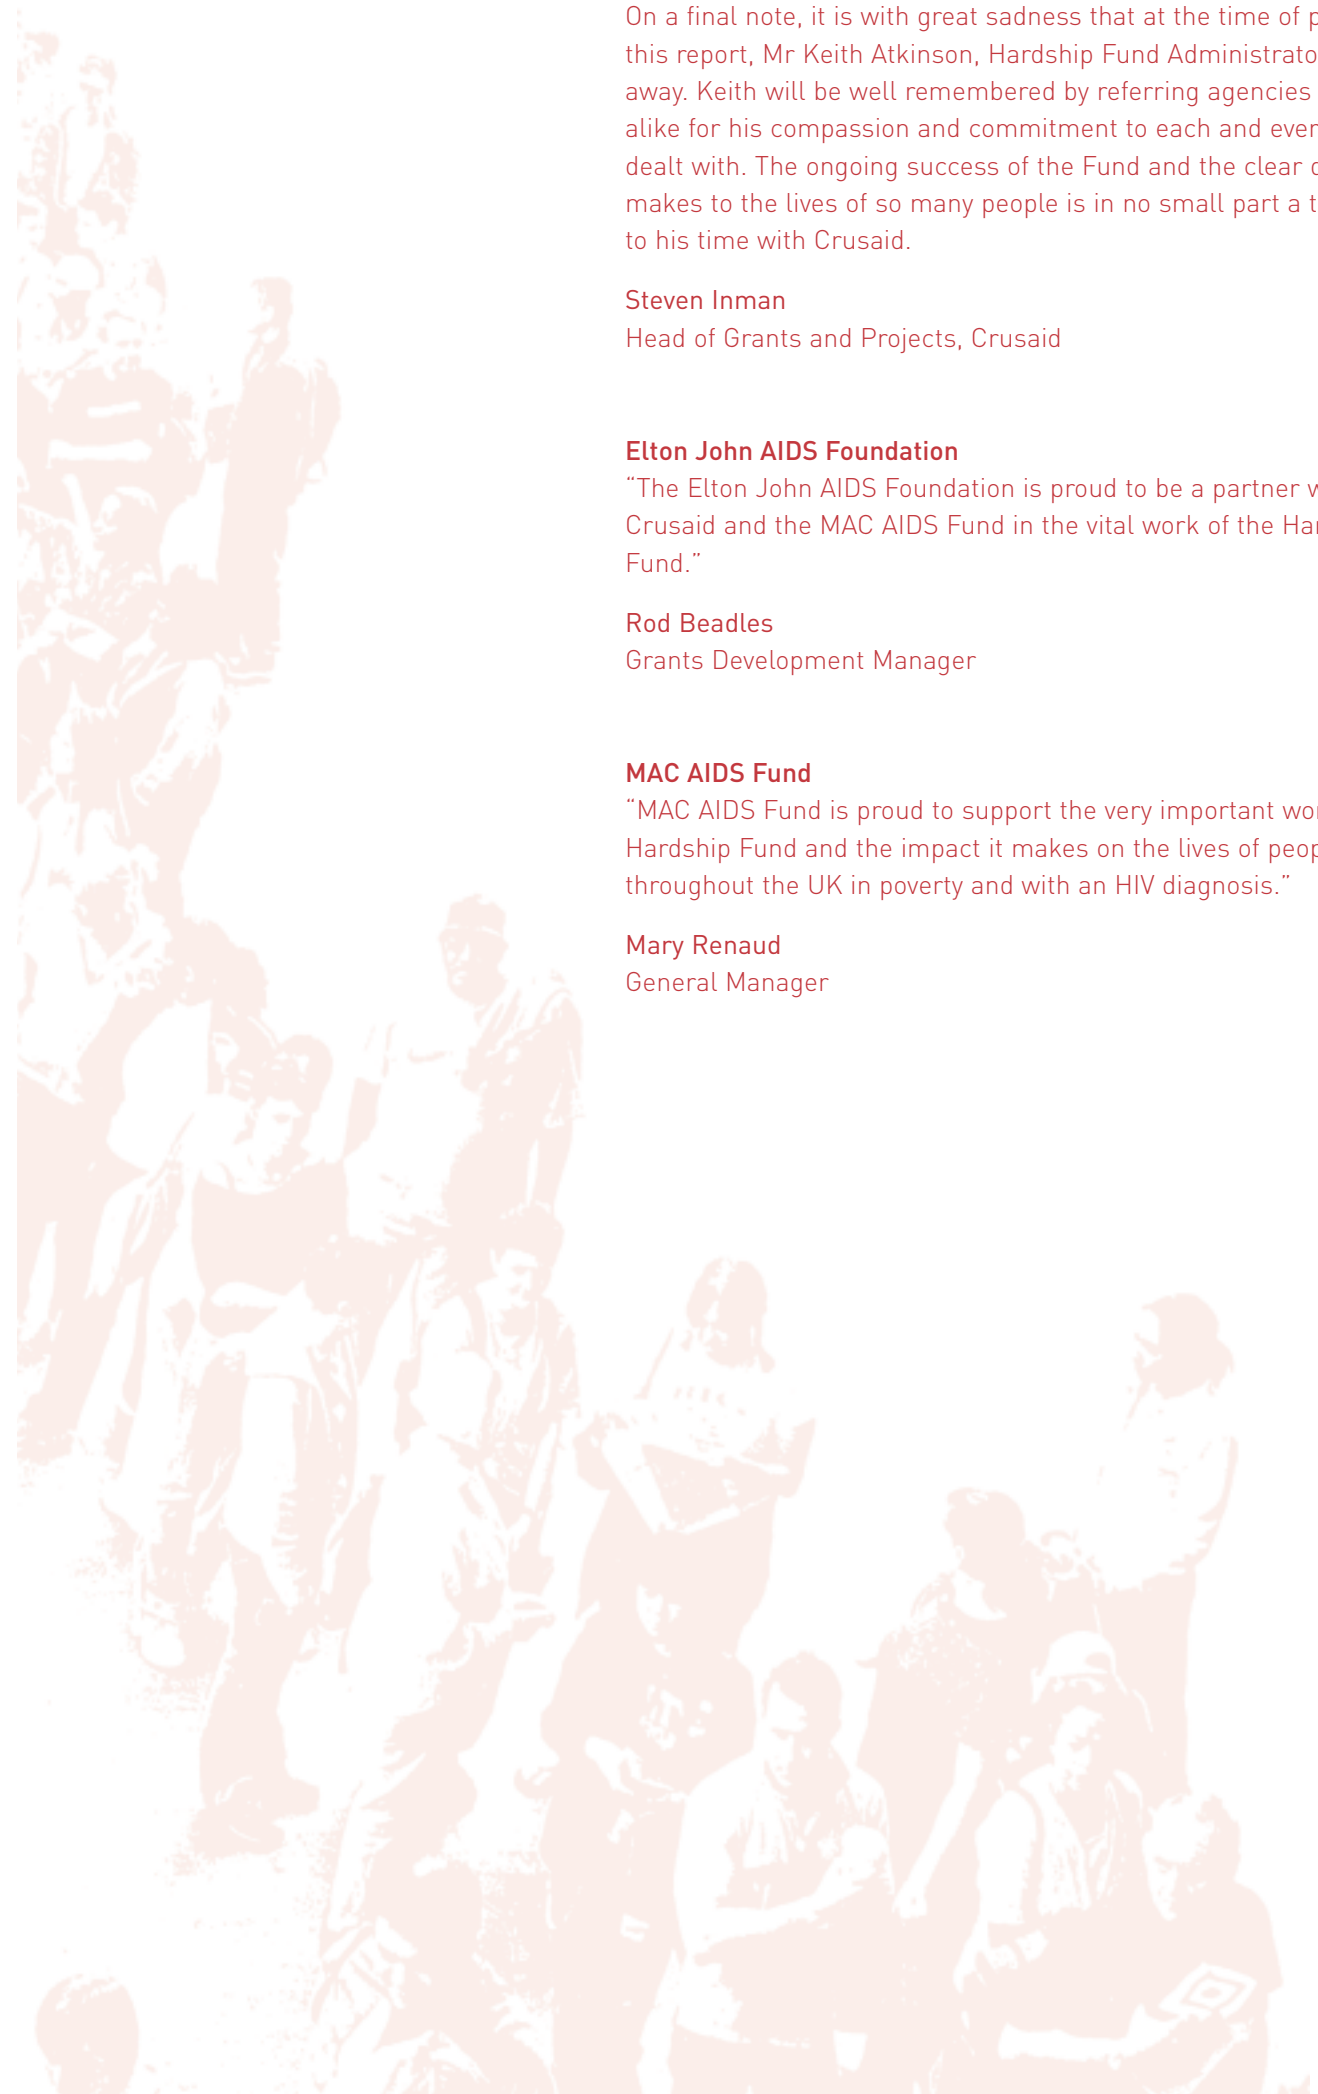 On a final note, it is with great sadness that at the time of
this report, Mr Keith Atkinson, Hardship Fund
away. Keith will be well remembered by referring agencies
alike for his compassion and commitment to each and
dealt with. The ongoing success of the Fund and the clear
makes to the lives of so many people is in no small part a
to his time with Crusaid.
Steven Inman
Head of Grants and Projects, Crusaid
Elton John AIDS Foundation
“The Elton John AIDS Foundation is proud to be a partner
Crusaid and the MAC AIDS Fund in the vital work of the
Fund.”
Rod Beadles
Grants Development Manager
MAC AIDS Fund
“MAC AIDS Fund is proud to support the very important
Hardship Fund and the impact it makes on the lives of
throughout the UK in poverty and with an HIV diagnosis.”
Mary Renaud
General Manager